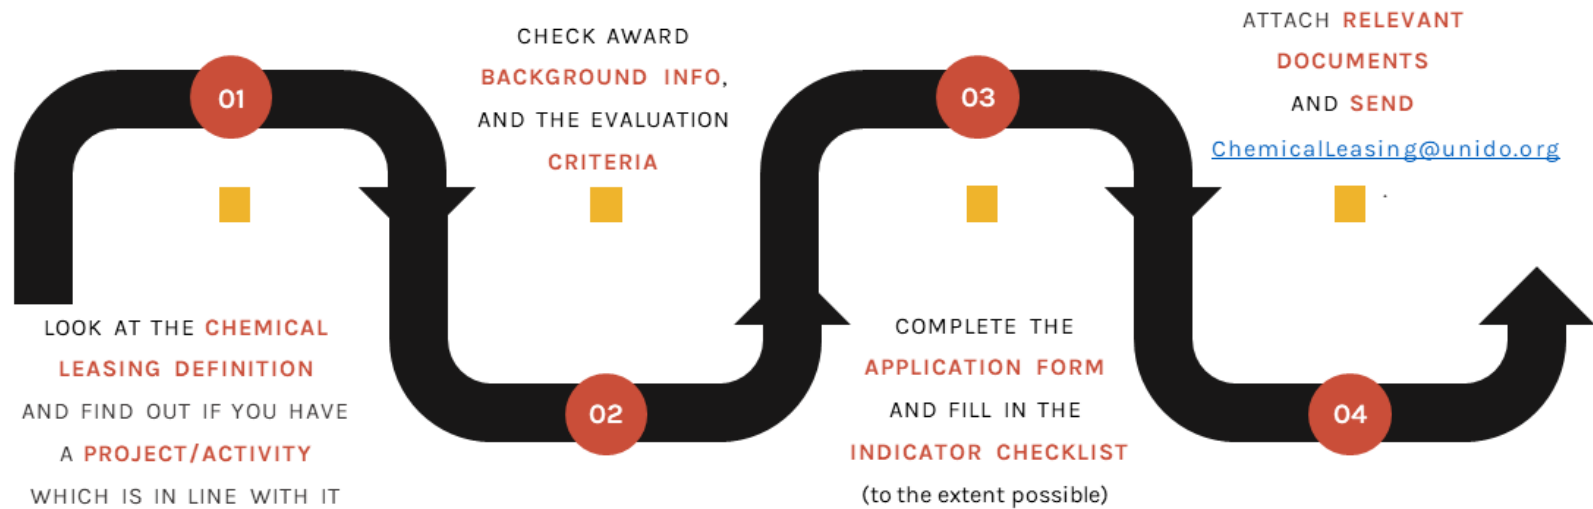 01
LOOK AT THE CHEMICAL
LEASING DEFINITION
AND FIND OUT IF YOU HAVE
A PROJECT/ACTIVITY
WHICH IS IN LINE WITH IT
CHECK AWARD
BACKGROUND INFO,
AND THE EVALUATION
CRITERIA
02
03
COMPLETE THE
APPLICATION FORM
AND FILL IN THE
INDICATOR CHECKLIST
(to the extent possible)
ATTACH RELEVANT
DOCUMENTS
AND SEND
ChemicalLeasing@unido.org
.
04